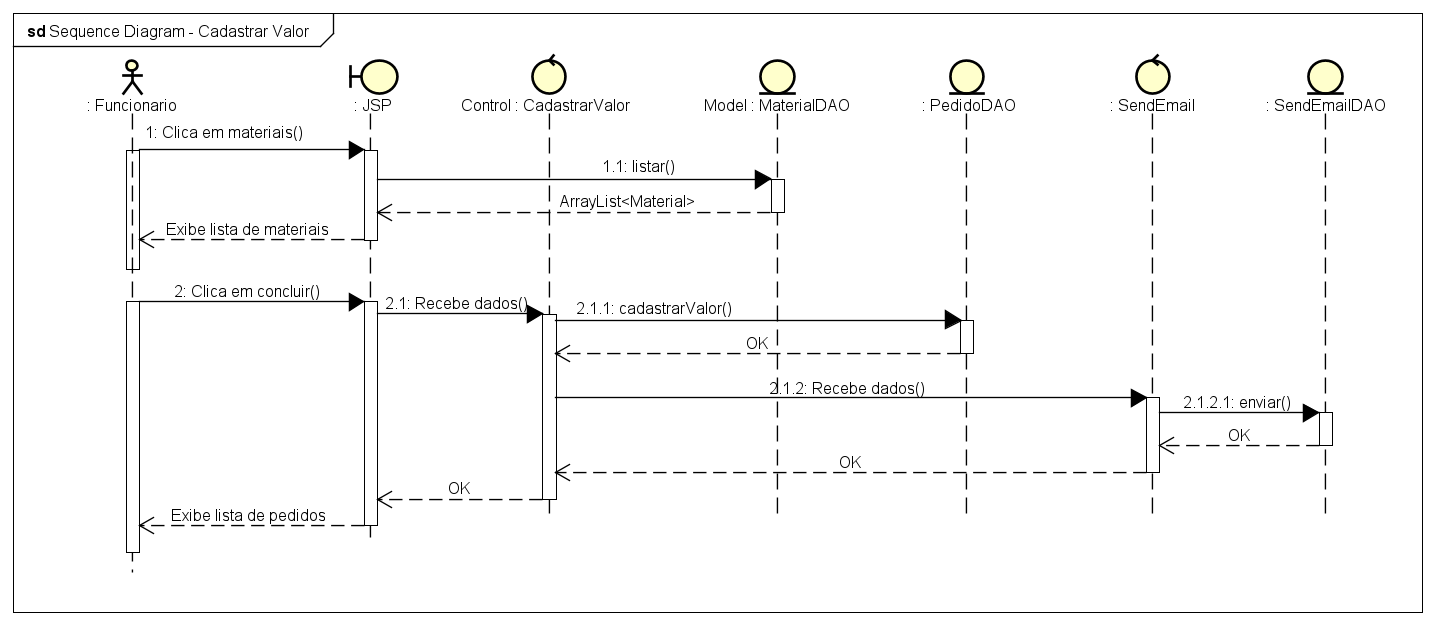 sd Sequence Diagram - Cadastrar Valor
: Funcionario
: JSP
Control : CadastrarValor
Model : MaterialDAO
: PedidoDAO
: SendEmail
: SendEmailDAO
1: Clica em materiais()
1.1: listar()
ArrayList<Material>
Exibe lista de materiais
2: Clica em concluir()
2.1: Recebe dados()
2.1.1: cadastrarValor()
OK
2.1.2: Recebe dados()
2.1.2.1: enviar()
OK
OK
OK
Exibe lista de pedidos